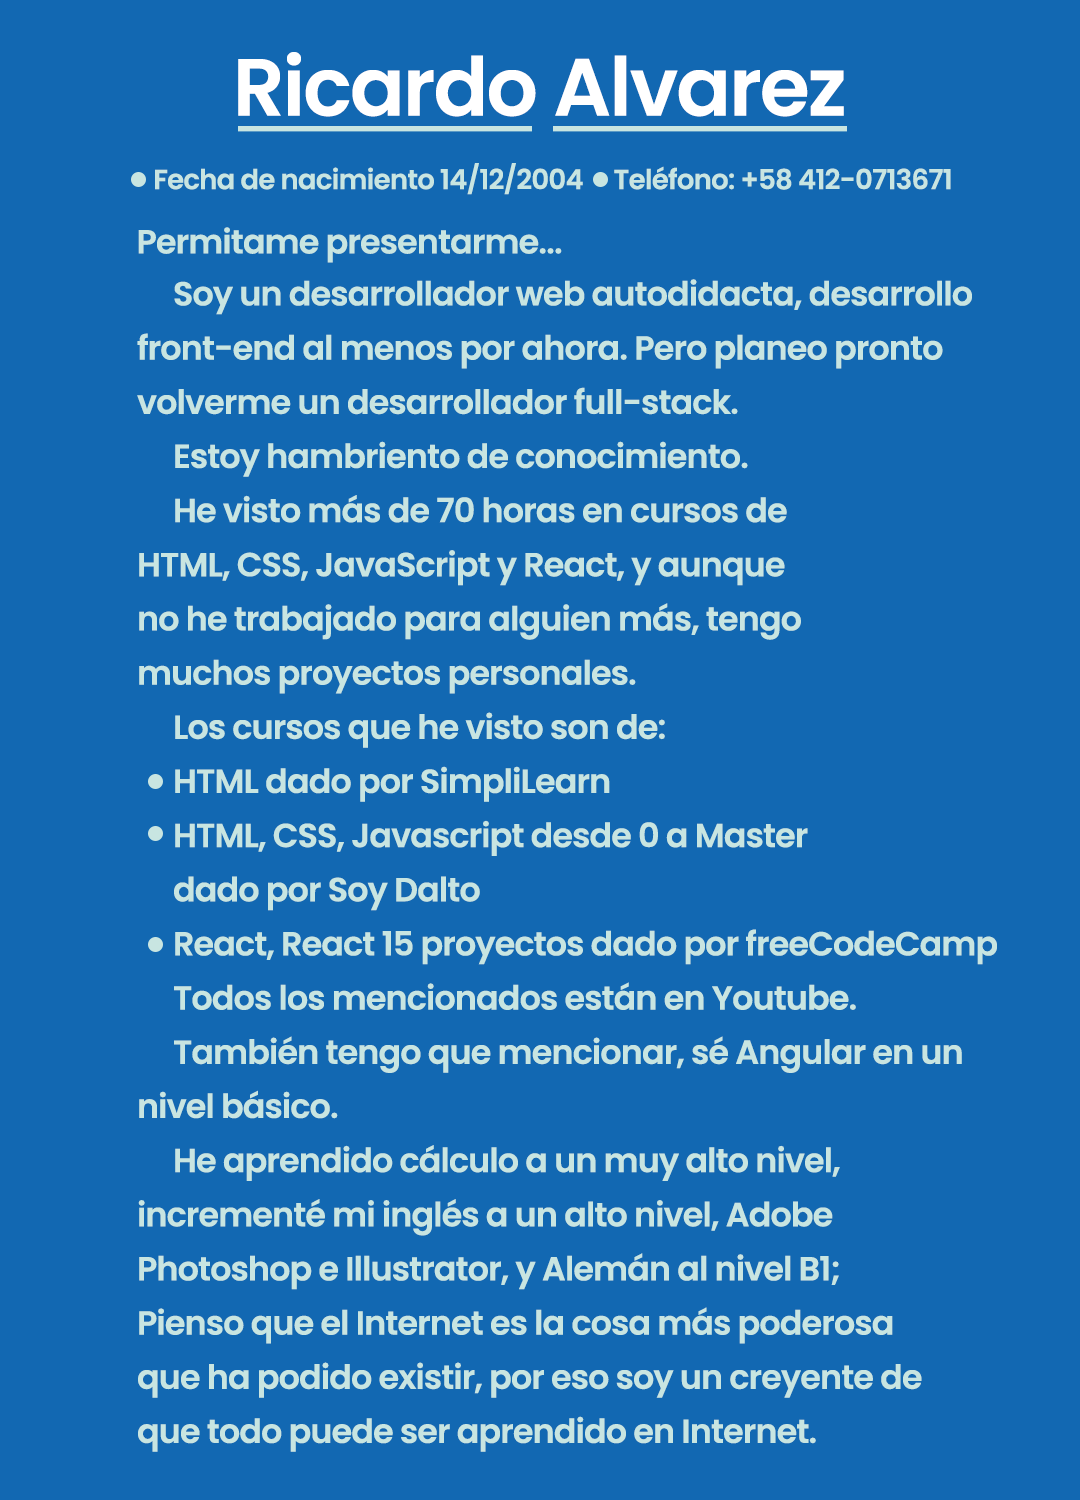 Ricardo Alvarez
• Fecha de nacimiento 14/12/2004 • Teléfono: +58 412-0713671
Permitame presentarme...
Soy un desarrollador web autodidacta, desarrollo
front-end al menos por ahora. Pero planeo pronto
volverme un desarrollador full-stack.
Estoy hambriento de conocimiento.
He visto más de 70 horas en cursos de
HTML, CSS, JavaScript y React, y aunque
no he trabajado para alguien más, tengo
muchos proyectos personales.
Los cursos que he visto son de:
• HTML dado por SimpliLearn
• HTML, CSS, Javascript desde 0 a Master
dado por Soy Dalto
• React, React 15 proyectos dado por freeCodeCamp
Todos los mencionados están en Youtube.
También tengo que mencionar, sé Angular en un
nivel básico.
He aprendido cálculo a un muy alto nivel,
incrementé mi inglés a un alto nivel, Adobe
Photoshop e Illustrator, y Alemán al nivel B1;
Pienso que el Internet es la cosa más poderosa
que ha podido existir, por eso soy un creyente de
que todo puede ser aprendido en Internet.